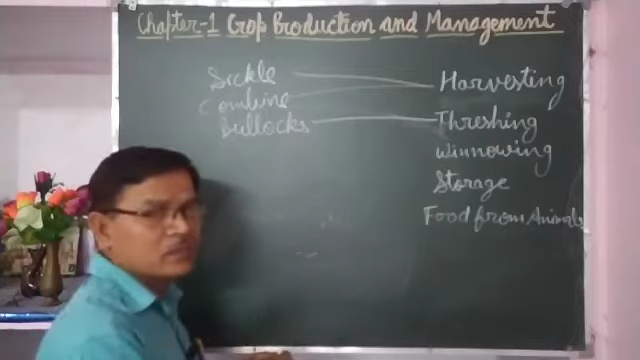 Chapter-1 Crop Production and Management
Sickle
Combine
Bullocks
Harvesting
Threshing
Winnowing
Storage
Food from Animals